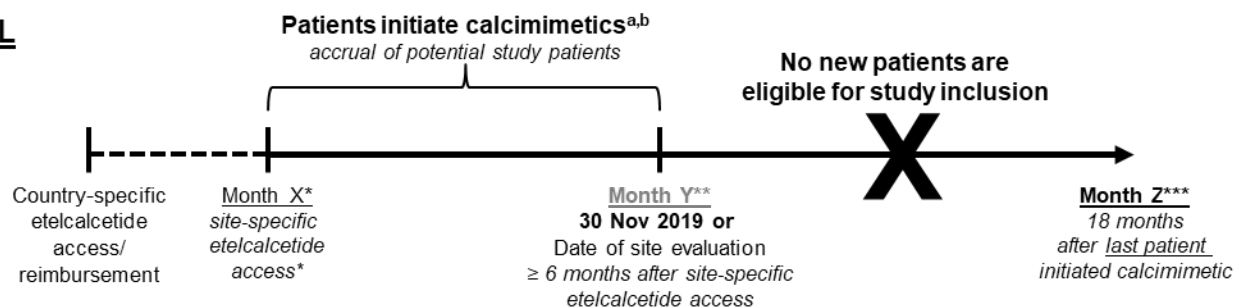 L
Patients initiate calcimimetics^a,b
accrual of potential study patients
No new patients are
eligible for study inclusion
X
Country-specific
etelcalcetide
access/
reimbursement
Month X*
site-specific
etelcalcetide
access*
Month Y**
30 Nov 2019 or
Date of site evaluation
≥ 6 months after site-specific
etelcalcetide access
Month Z***
18 months
after last patient
initiated calcimimetic